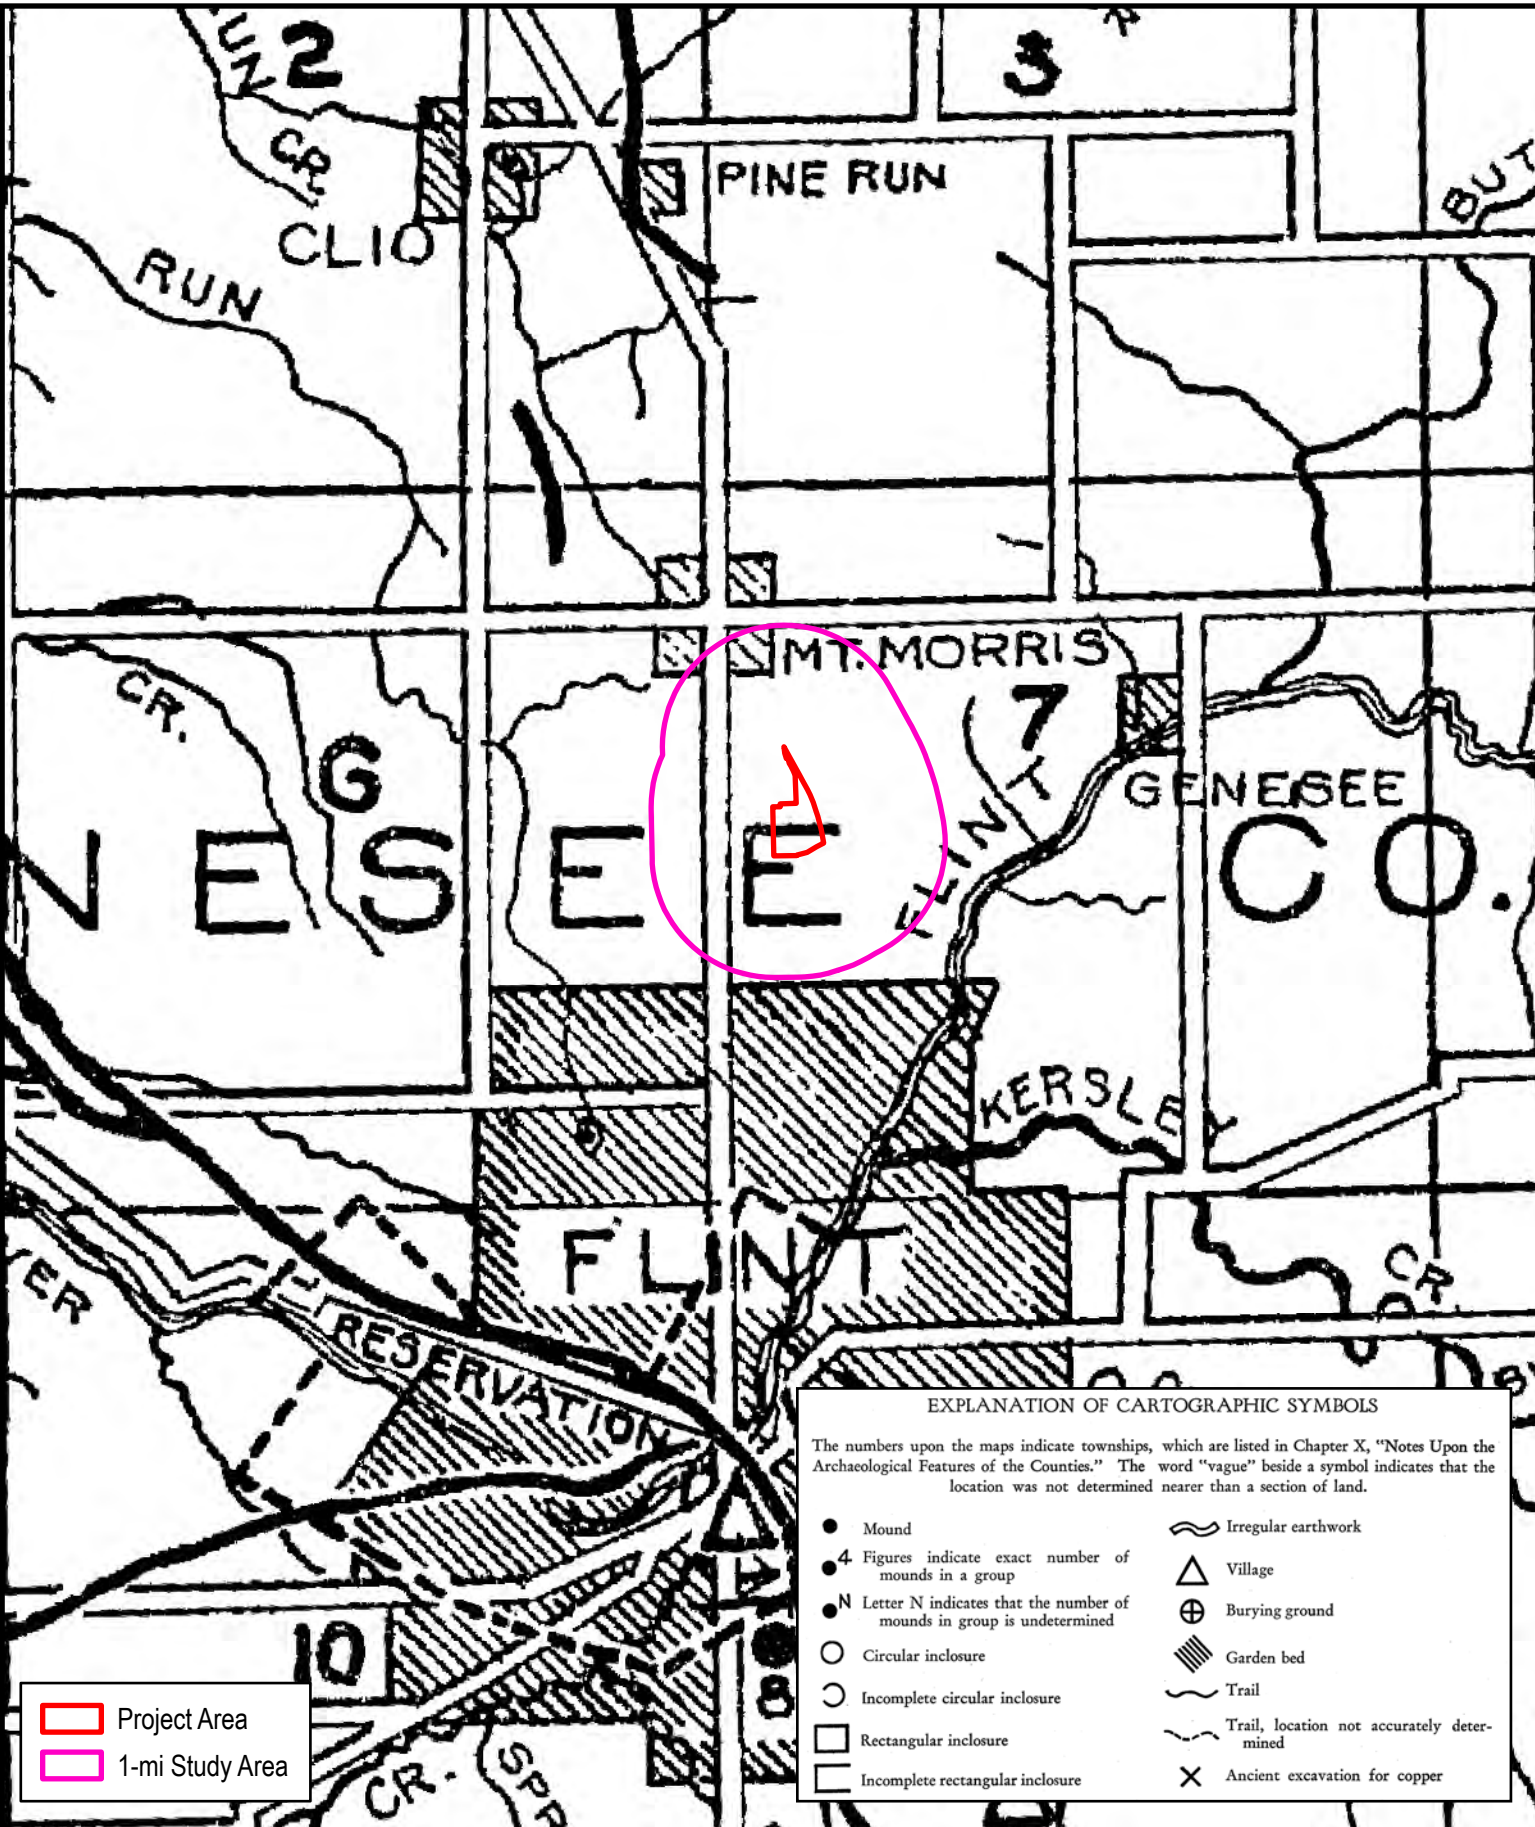 2
3
R
UN
CR.
PINE RUN
BUT
CLIO
RUN
MT. MORRIS
7
CR.
6
GENESEE
FLINT
NESEE CO.
KERSLEY
FLINT
CR.
VER
RESERVATION
10
8
CR.
SPR
EXPLANATION OF CARTOGRAPHIC SYMBOLS
The numbers upon the maps indicate townships, which are listed in Chapter X, "Notes Upon the
Archaeological Features of the Counties." The word "vague" beside a symbol indicates that the
location was not determined nearer than a section of land.
Mound
4 Figures indicate exact number of
mounds in a group
N Letter N indicates that the number of
mounds in group is undetermined
Circular inclosure
Incomplete circular inclosure
Rectangular inclosure
Incomplete rectangular inclosure
Irregular earthwork
Village
Burying ground
Garden bed
Trail
Trail, location not accurately deter-
mined
Ancient excavation for copper
Project Area
1-mi Study Area